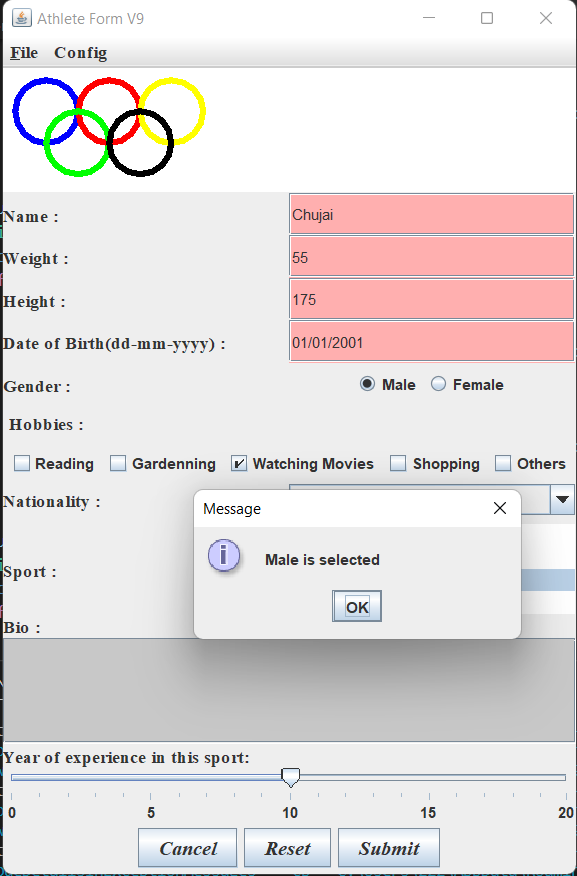 Athlete Form V9
File Config
Name : Chujai
Weight : 55
Height : 175
Date of Birth(dd-mm-yyyy) : 01/01/2001
Gender : Male Female
Hobbies :
Reading Gardenning Watching Movies Shopping Others
Nationality :
Message
Male is selected
OK
Sport :
Bio :
Year of experience in this sport:
0 5 10 15 20
Cancel Reset Submit